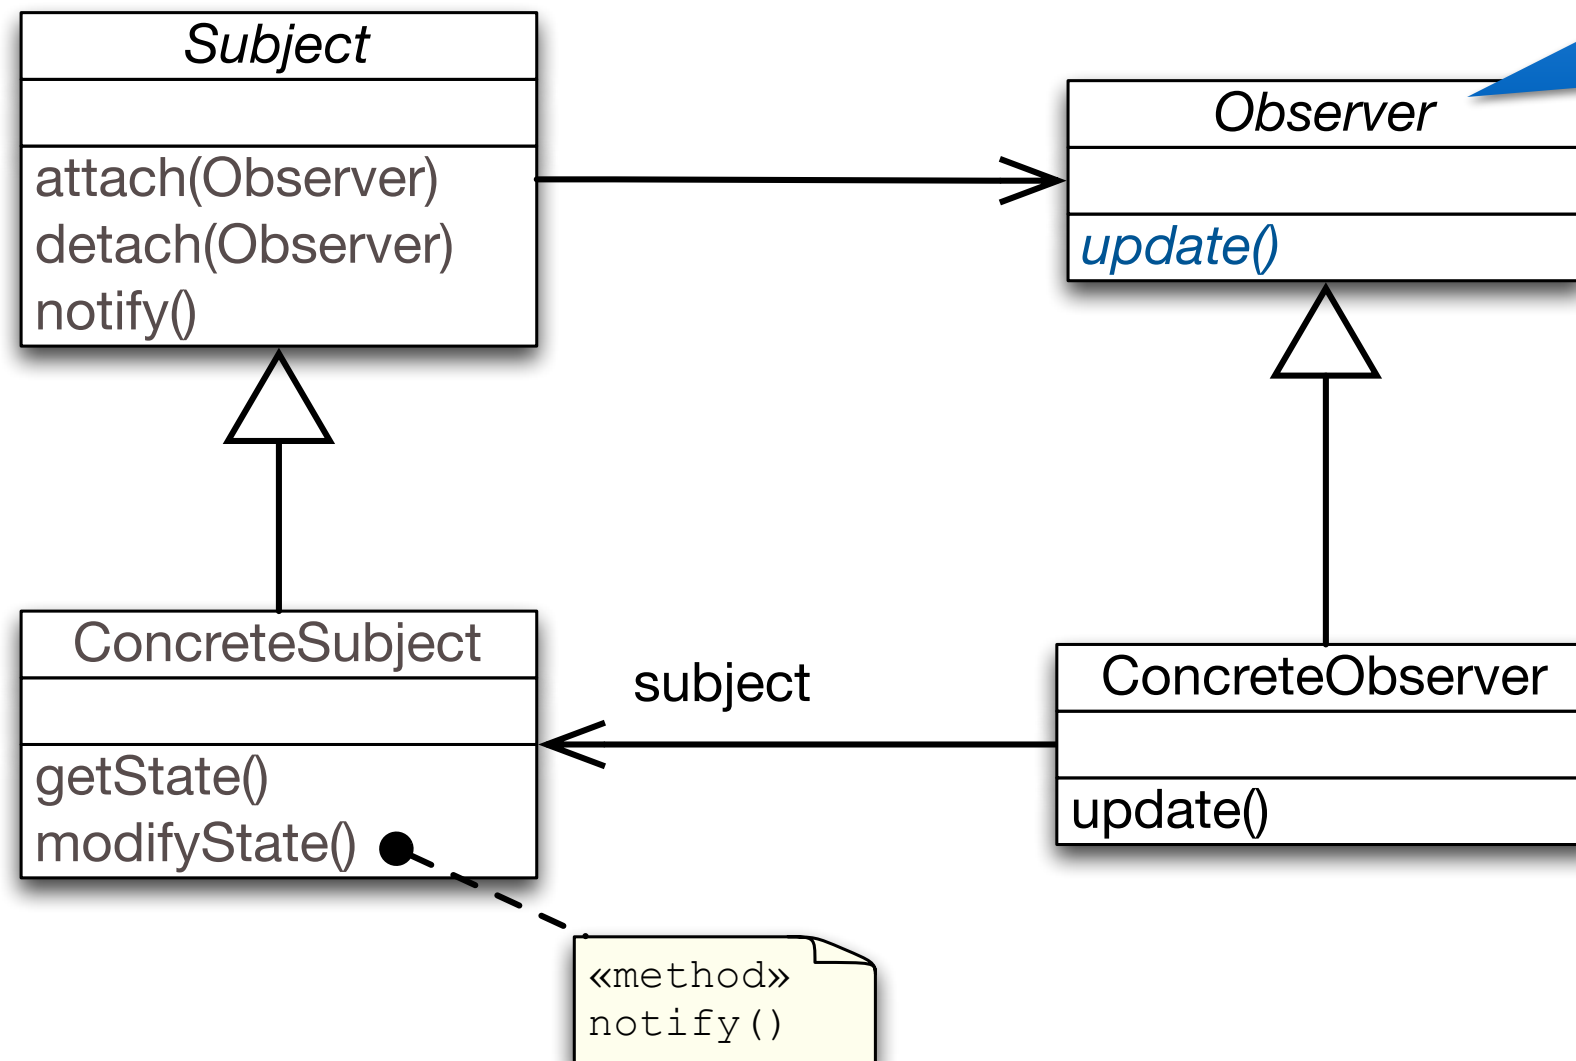 Subject
attach(Observer)
detach(Observer)
notify()
Observer
update()
ConcreteSubject
getState()
modifyState()
subject
ConcreteObserver
update()
«method»
notify()